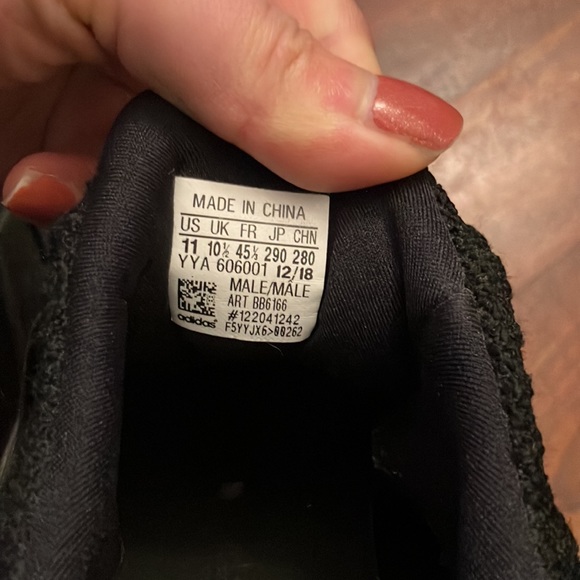 MADE IN CHINA
US UK FR JP CHN
11 10½ 45⅓ 290 280
YYA 606001 12/18
MALE/MALE
ART BB6166
#122041242
adidas F5YYJX6>00262